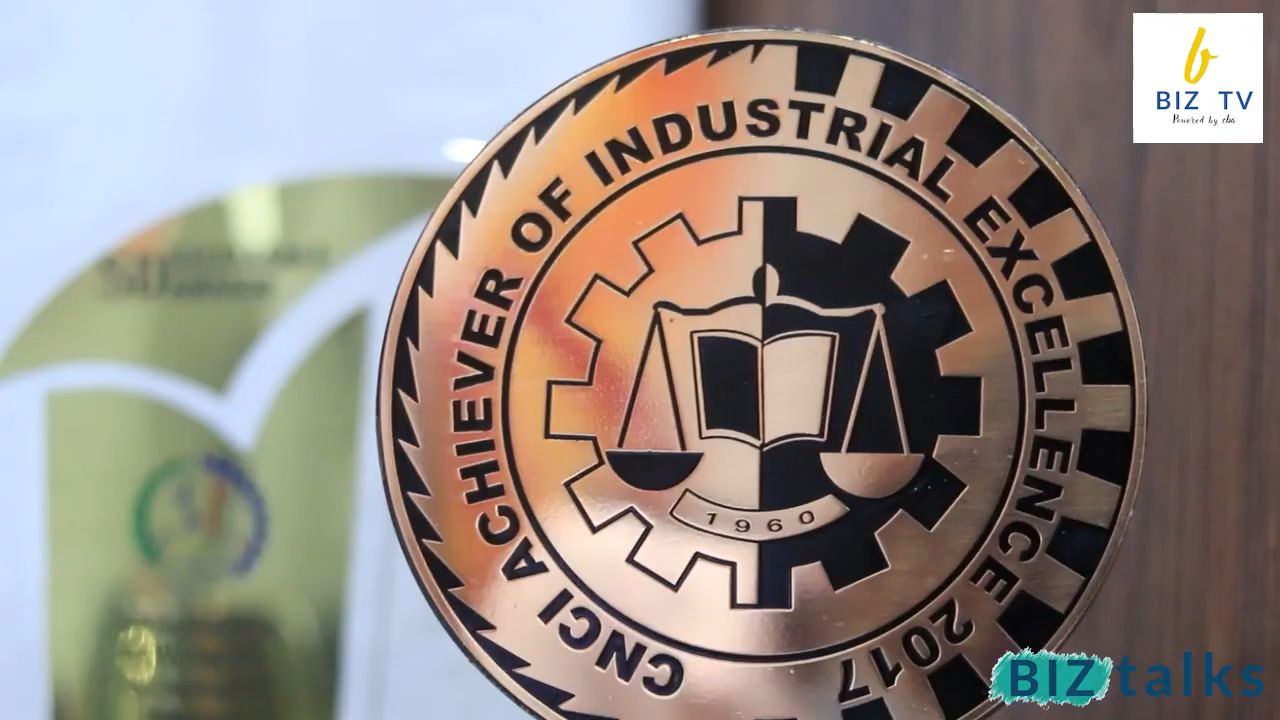 b
BIZ TV
Powered by cba
CNCI ACHIEVER OF INDUSTRIAL EXCELLENCE 2017
1960
BIZ talks